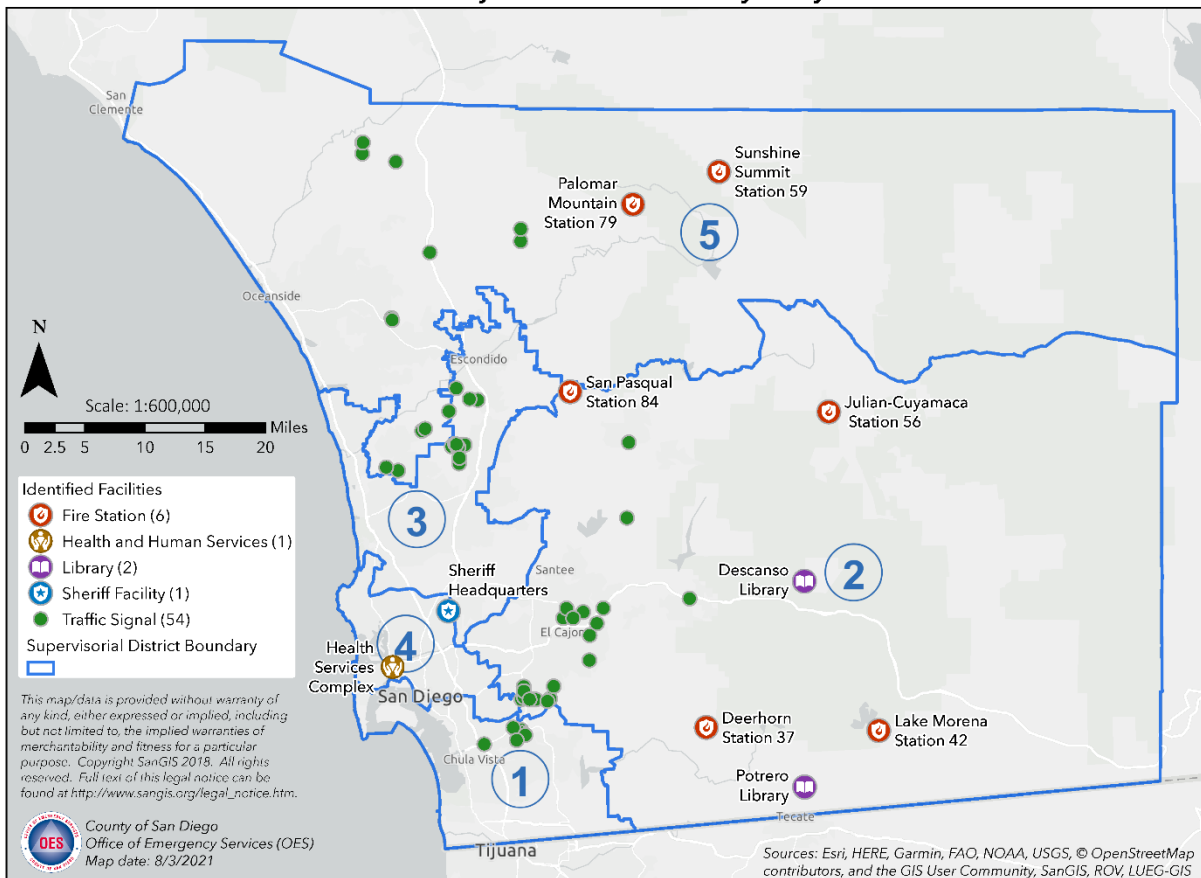 San
Clemente
Sunshine
Summit
Station 59
Palomar
Mountain
Station 79
5
Oceanside
N
Escondido
San Pasqual
Station 84
Julian-Cuyamaca
Station 56
Scale: 1:600,000
Miles
0 2.5 5 10 15 20
Identified Facilities
Fire Station (6)
Health and Human Services (1)
Library (2)
Sheriff Facility (1)
Traffic Signal (54)
Supervisorial District Boundary
3
Sheriff
Headquarters
Santee
Descanso
Library
2
El Cajon
4
Health
Services
Complex
San Diego
Deerhorn
Station 37
Lake Morena
Station 42
Chula Vista
1
Potrero
Library
Tecate
Tijuana
This map/data is provided without warranty of
any kind, either expressed or implied, including
but not limited to, the implied warranties of
merchantability and fitness for a particular
purpose. Copyright SanGIS 2018. All rights
reserved. Full text of this legal notice can be
found at http://www.sangis.org/legal_notice.htm.
OES
County of San Diego
Office of Emergency Services (OES)
Map date: 8/3/2021
Sources: Esri, HERE, Garmin, FAO, NOAA, USGS, © OpenStreetMap
contributors, and the GIS User Community, SanGIS, ROV, LUEG-GIS